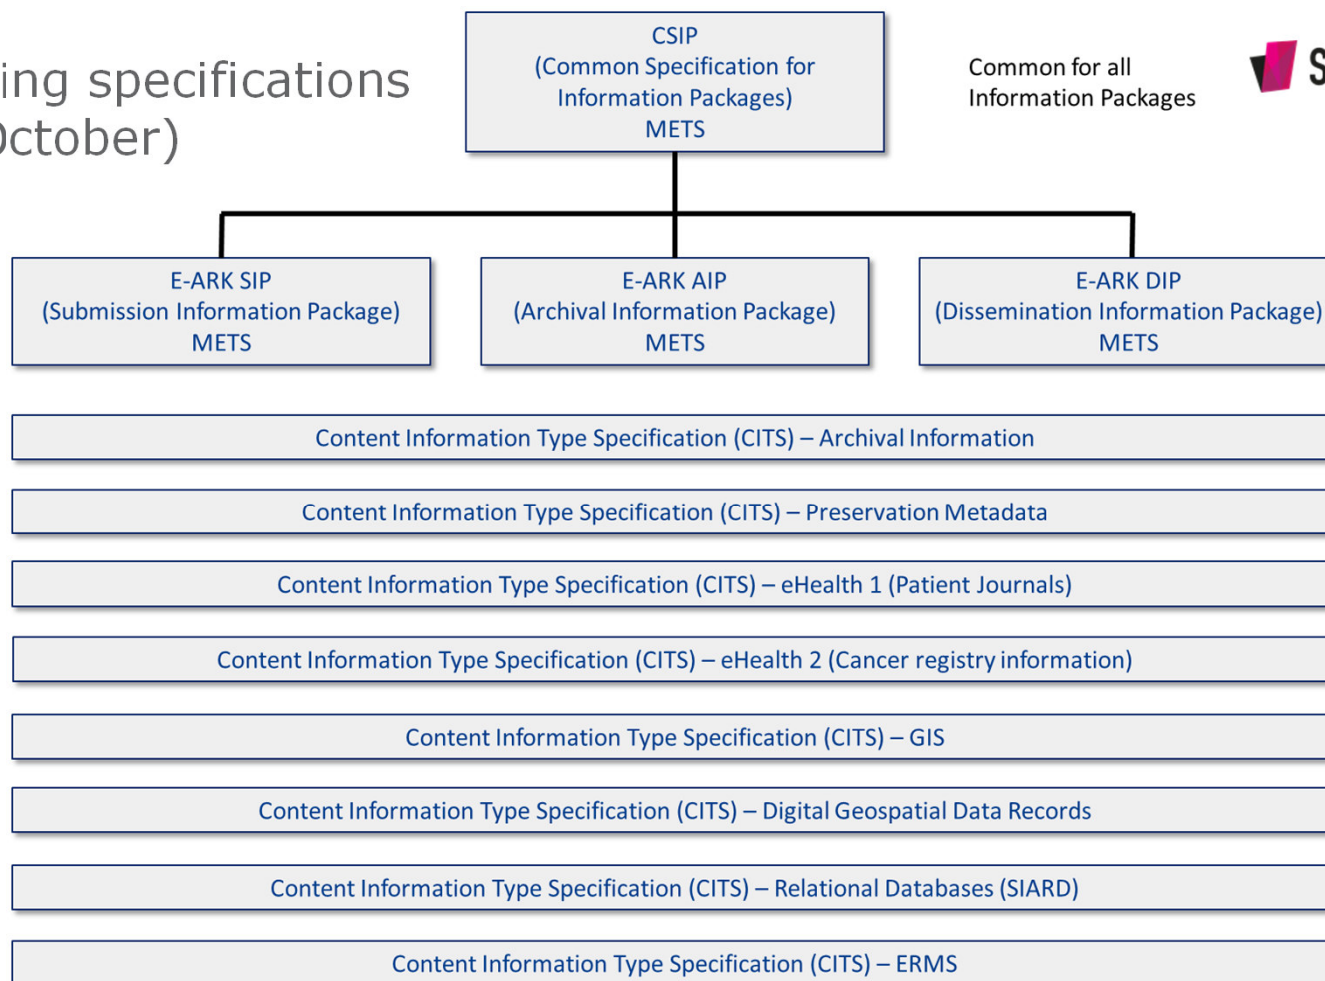 ing specifications
October)
CSIP
(Common Specification for
Information Packages)
METS
Common for all
Information Packages
S
E-ARK SIP
(Submission Information Package)
METS
E-ARK AIP
(Archival Information Package)
METS
E-ARK DIP
(Dissemination Information Package)
METS
Content Information Type Specification (CITS) – Archival Information
Content Information Type Specification (CITS) – Preservation Metadata
Content Information Type Specification (CITS) – eHealth 1 (Patient Journals)
Content Information Type Specification (CITS) – eHealth 2 (Cancer registry information)
Content Information Type Specification (CITS) – GIS
Content Information Type Specification (CITS) – Digital Geospatial Data Records
Content Information Type Specification (CITS) – Relational Databases (SIARD)
Content Information Type Specification (CITS) – ERMS